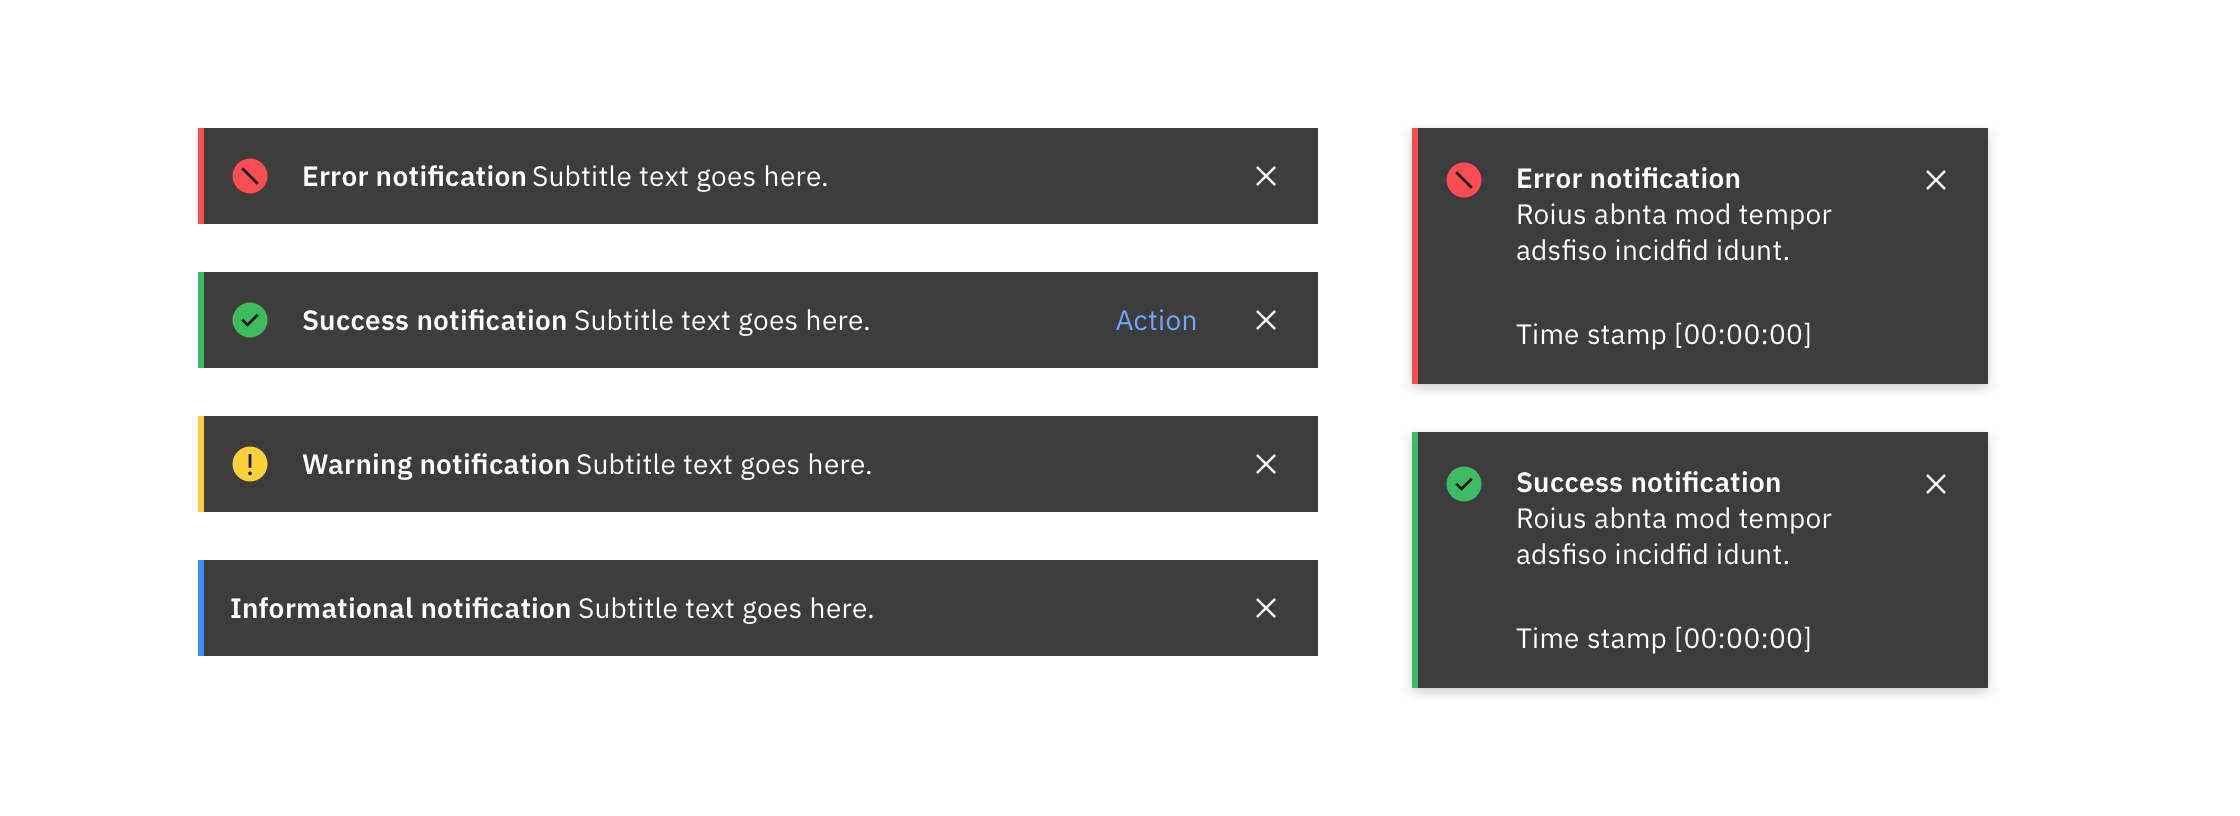 Error notification Subtitle text goes here.
Success notification Subtitle text goes here. Action
Warning notification Subtitle text goes here.
Informational notification Subtitle text goes here.
Error notification
Roius abnta mod tempor
adsfiso incidfid idunt.
Time stamp [00:00:00]
Success notification
Roius abnta mod tempor
adsfiso incidfid idunt.
Time stamp [00:00:00]